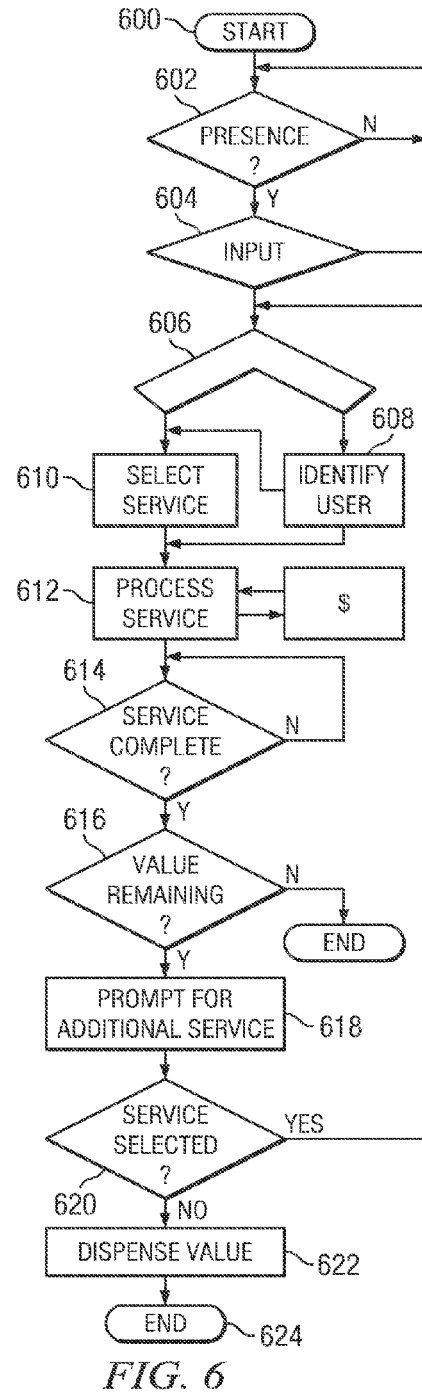 600
START
602
PRESENCE
?
N
Y
604
INPUT
606
608
610
SELECT
SERVICE
IDENTIFY
USER
612
PROCESS
SERVICE
$
614
SERVICE
COMPLETE
?
N
Y
616
VALUE
REMAINING
?
N
END
Y
PROMPT FOR
ADDITIONAL SERVICE
618
SERVICE
SELECTED
?
YES
620
NO
DISPENSE VALUE
622
END
624
FIG. 6